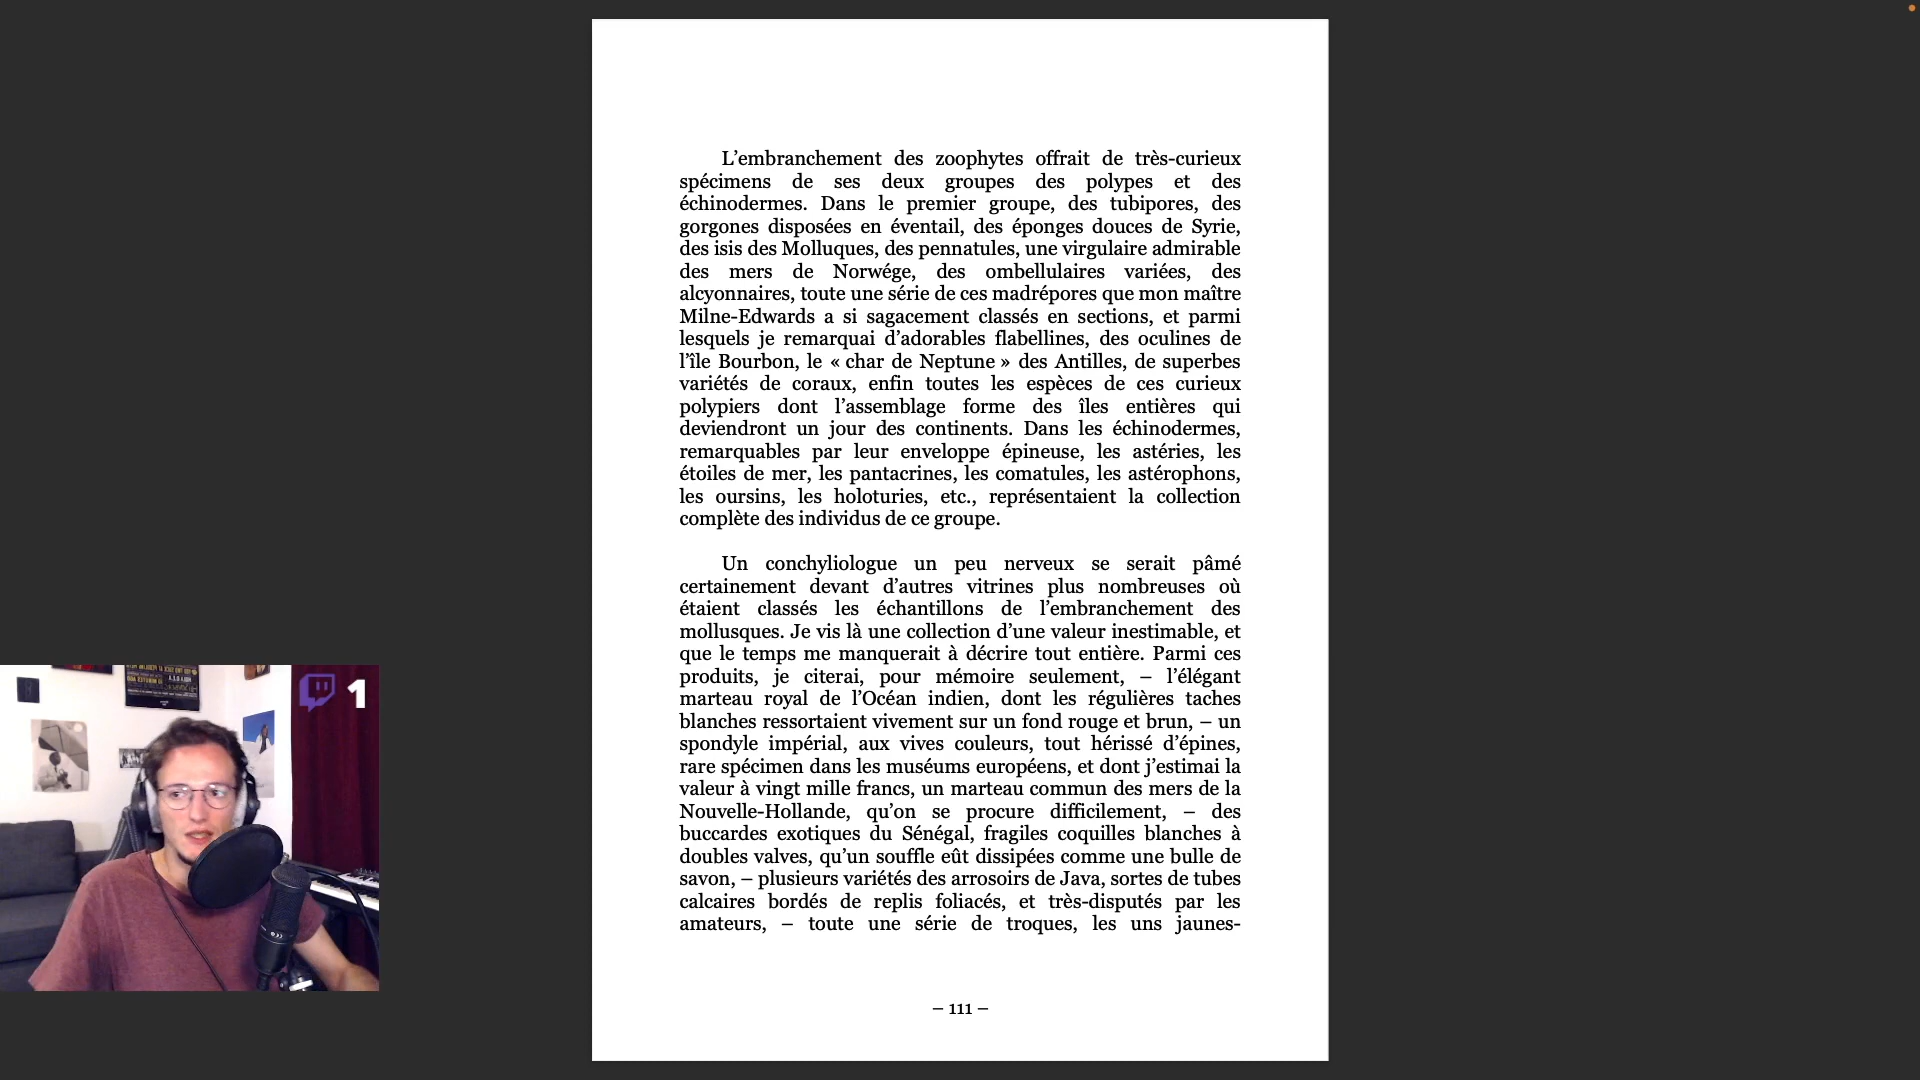 L’embranchement des zoophytes offrait de très-curieux
spécimens de ses deux groupes des polypes et des
échinodermes. Dans le premier groupe, des tubipores, des
gorgones disposées en éventail, des éponges douces de Syrie,
des isis des Molluques, des pennatules, une virgulaire admirable
des mers de Norwége, des ombellulaires variées, des
alcyonnaires, toute une série de ces madrépores que mon maître
Milne-Edwards a si sagacement classés en sections, et parmi
lesquels je remarquai d’adorables flabellines, des oculines de
l’île Bourbon, le « char de Neptune » des Antilles, de superbes
variétés de coraux, enfin toutes les espèces de ces curieux
polypiers dont l’assemblage forme des îles entières qui
deviendront un jour des continents. Dans les échinodermes,
remarquables par leur enveloppe épineuse, les astéries, les
étoiles de mer, les pantacrines, les comatules, les astérophons,
les oursins, les holoturies, etc., représentaient la collection
complète des individus de ce groupe.
Un conchyliologue un peu nerveux se serait pâmé
certainement devant d’autres vitrines plus nombreuses où
étaient classés les échantillons de l’embranchement des
mollusques. Je vis là une collection d’une valeur inestimable, et
que le temps me manquerait à décrire tout entière. Parmi ces
produits, je citerai, pour mémoire seulement, – l’élégant
marteau royal de l’Océan indien, dont les régulières taches
blanches ressortaient vivement sur un fond rouge et brun, – un
spondyle impérial, aux vives couleurs, tout hérissé d’épines,
rare spécimen dans les muséums européens, et dont j’estimai la
valeur à vingt mille francs, un marteau commun des mers de la
Nouvelle-Hollande, qu’on se procure difficilement, – des
buccardes exotiques du Sénégal, fragiles coquilles blanches à
doubles valves, qu’un souffle eût dissipées comme une bulle de
savon, – plusieurs variétés des arrosoirs de Java, sortes de tubes
calcaires bordés de replis foliacés, et très-disputés par les
amateurs, – toute une série de troques, les uns jaunes-
– 111 –
1